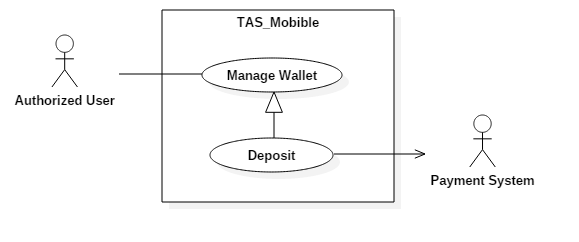 TAS_Mobible
Manage Wallet
Authorized User
Deposit
Payment System